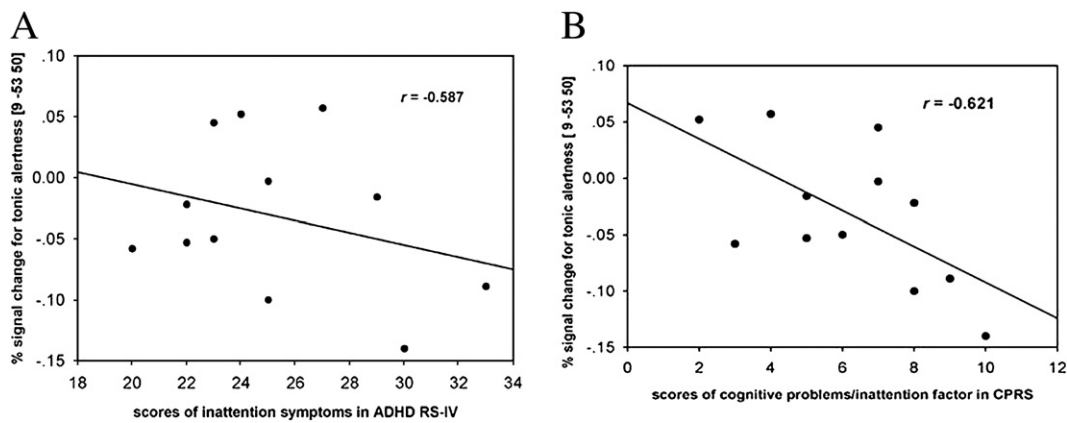 A
% signal change for tonic alertness [9 -53 50]
.10
.05
0.00
-.05
-.10
-.15
r = -0.587
18 20 22 24 26 28 30 32 34
scores of inattention symptoms in ADHD RS-IV
B
% signal change for tonic alertness [ 9 -53 50]
.10
.05
0.00
-.05
-.10
-.15
r = -0.621
0 2 4 6 8 10 12
scores of cognitive problems/inattention factor in CPRS